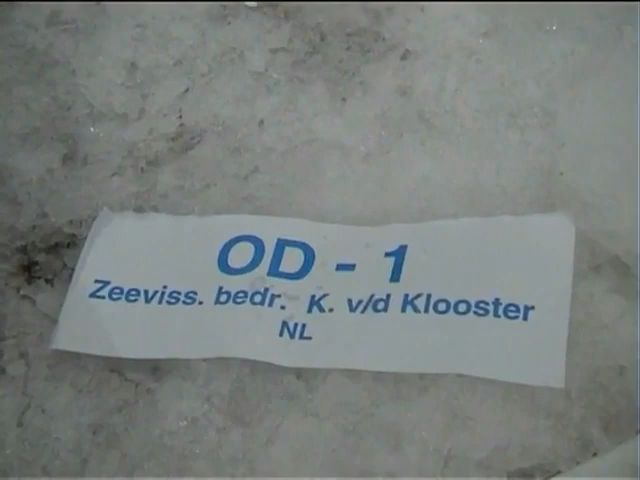 OD - 1
Zeeviss. bedr. K. v/d Klooster
NL